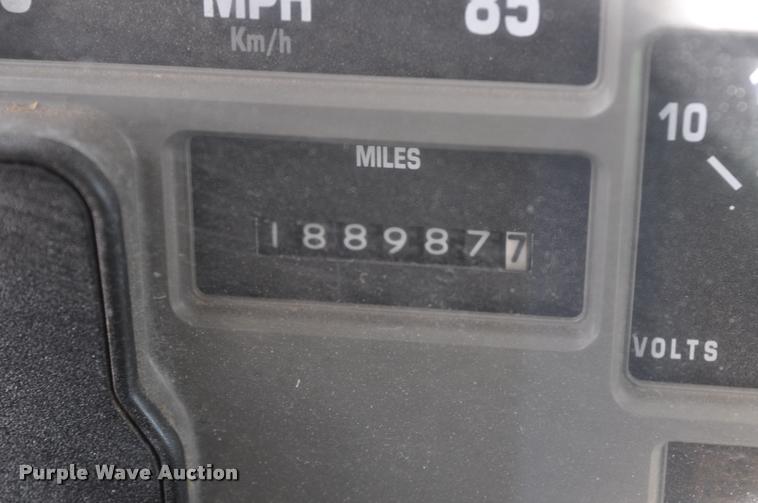 MPH 85
Km/h
10
MILES
1889877
VOLTS
Purple Wave Auction